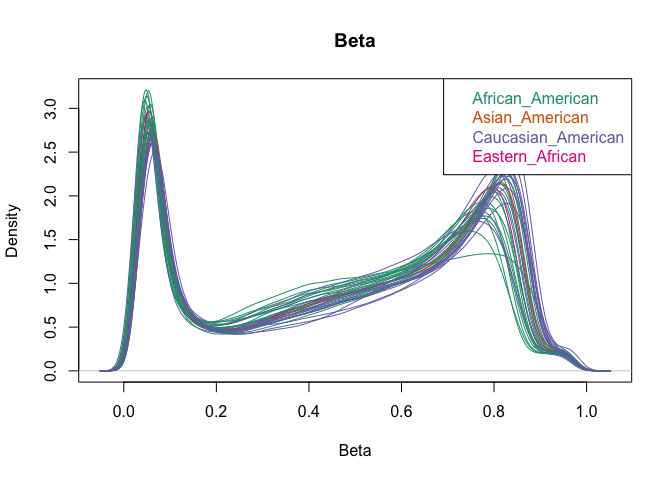 Beta
African_American
Asian_American
Caucasian_American
Eastern_African
Density
3.0
2.5
2.0
1.5
1.0
0.5
0.0
0.0 0.2 0.4 0.6 0.8 1.0
Beta